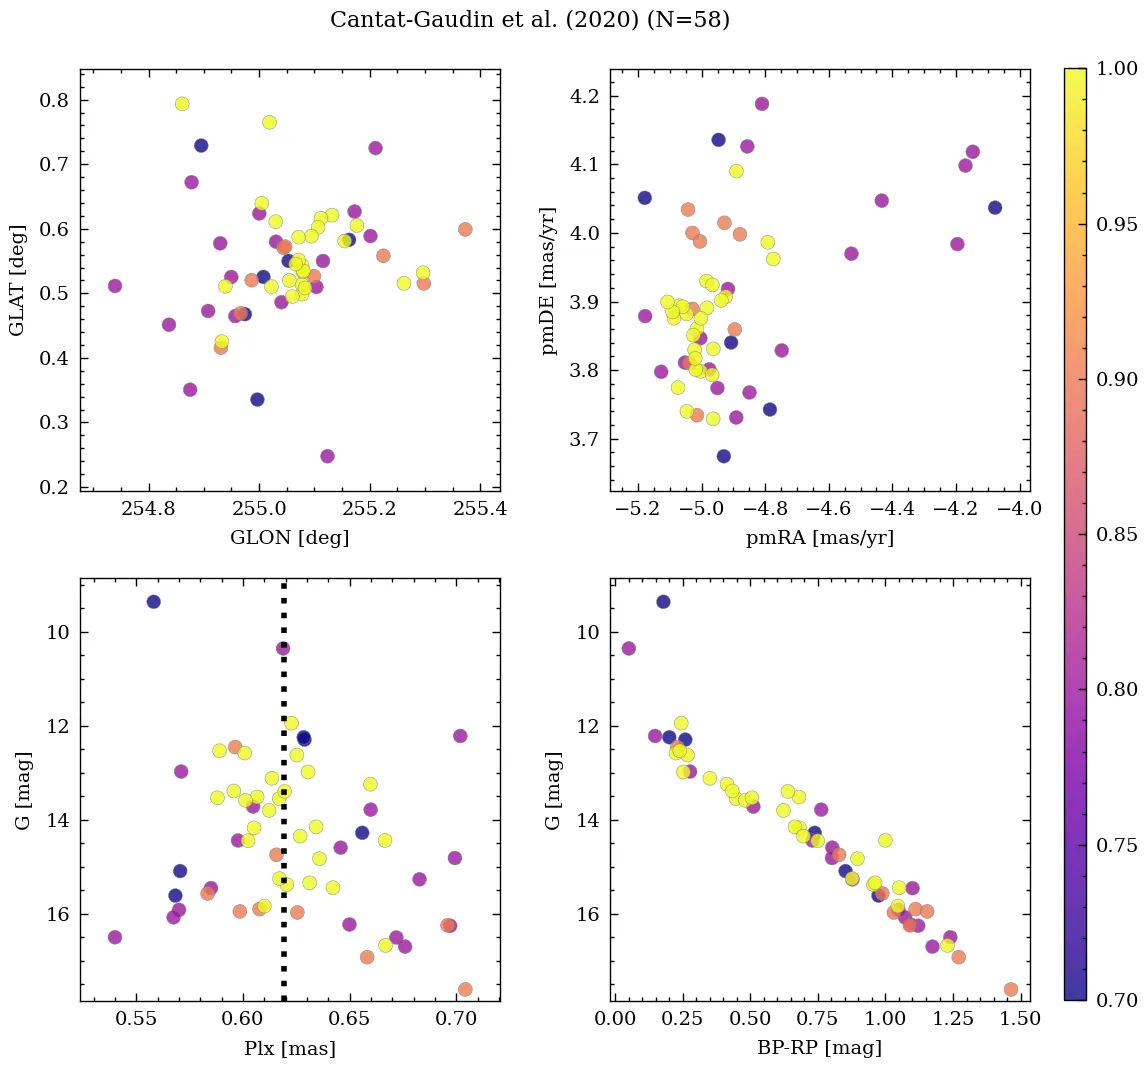 Cantat-Gaudin et al. (2020) (N=58)
0.8
0.7
0.6
0.5
0.4
0.3
0.2
GLAT [deg]
254.8 255.0 255.2 255.4
GLON [deg]
4.2
4.1
4.0
3.9
3.8
3.7
pmDE [mas/yr]
−5.2 −5.0 −4.8 −4.6 −4.4 −4.2 −4.0
pmRA [mas/yr]
10
12
14
16
G [mag]
0.55 0.60 0.65 0.70
Plx [mas]
10
12
14
16
G [mag]
0.00 0.25 0.50 0.75 1.00 1.25 1.50
BP-RP [mag]
1.00
0.95
0.90
0.85
0.80
0.75
0.70